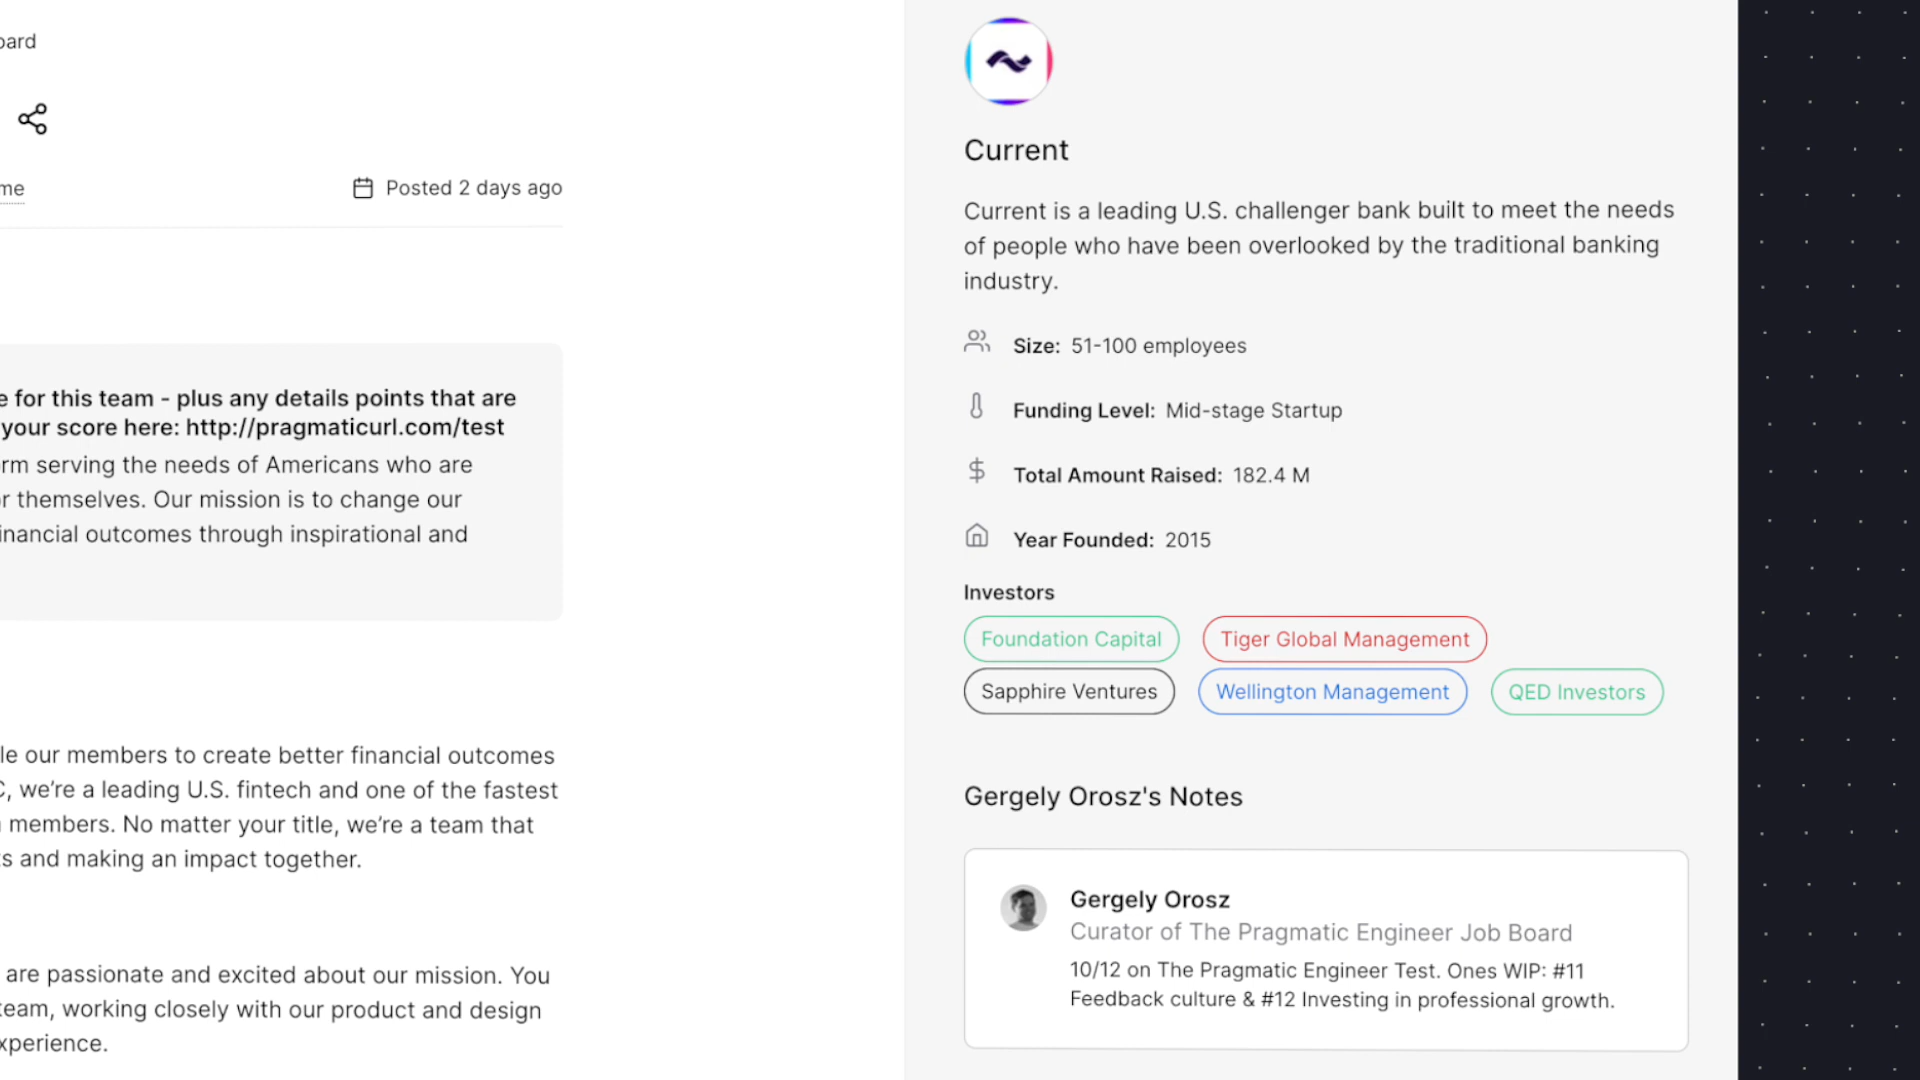 Posted 2 days ago
for this team - plus any details points that are
your score here: http://pragmaticurl.com/test
serving the needs of Americans who are
themselves. Our mission is to change our
outcomes through inspirational and
our members to create better financial outcomes
we’re a leading U.S. fintech and one of the fastest
members. No matter your title, we’re a team that
and making an impact together.
are passionate and excited about our mission. You
team, working closely with our product and design
Current
Current is a leading U.S. challenger bank built to meet the needs
of people who have been overlooked by the traditional banking
industry.
Size: 51-100 employees
Funding Level: Mid-stage Startup
Total Amount Raised: 182.4 M
Year Founded: 2015
Investors
Foundation Capital Tiger Global Management
Sapphire Ventures Wellington Management QED Investors
Gergely Orosz's Notes
Gergely Orosz
Curator of The Pragmatic Engineer Job Board
10/12 on The Pragmatic Engineer Test. Ones WIP: #11
Feedback culture & #12 Investing in professional growth.